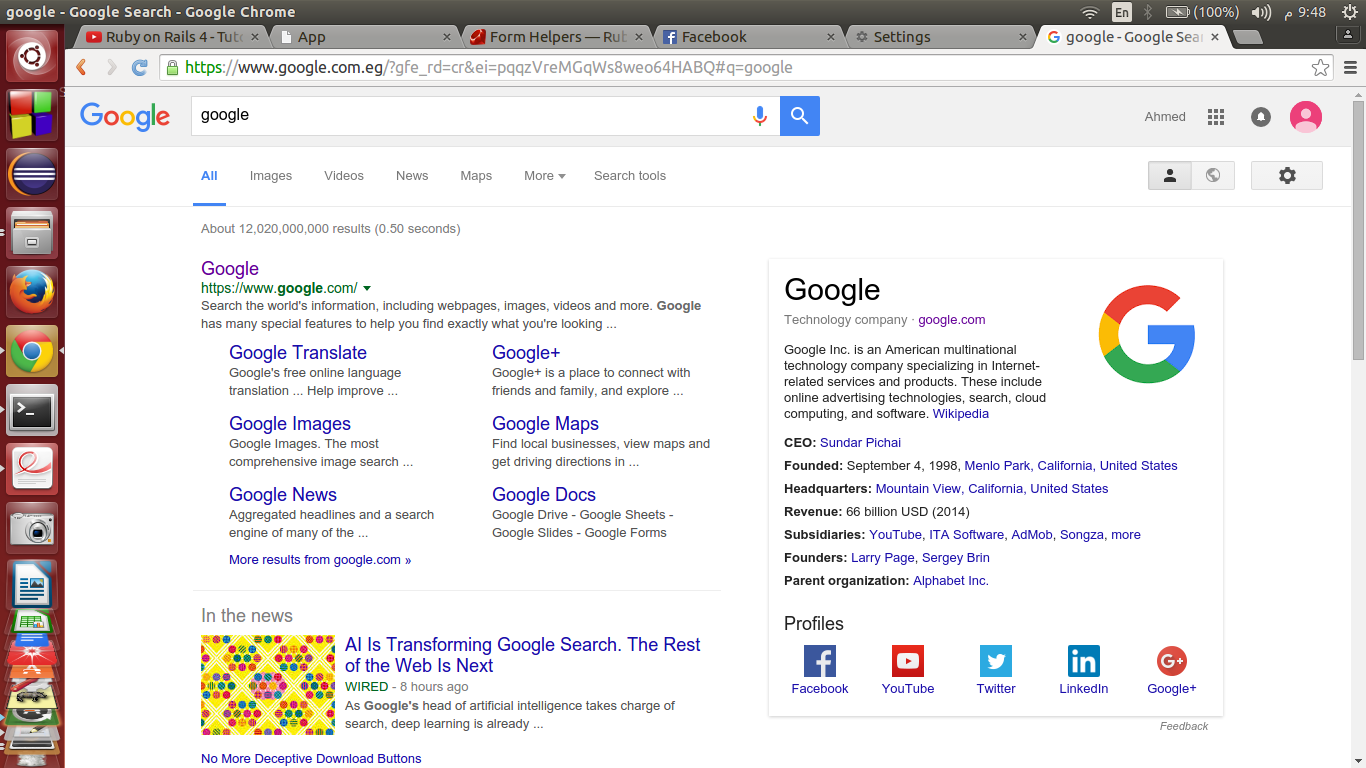 google - Google Search - Google Chrome
En
(100%)
9:48 م
Ruby on Rails 4 - Tuto
App
Form Helpers — Rub
Facebook
Settings
google - Google Sear
https://www.google.com.eg/?gfe_rd=cr&ei=pqqzVreMGqWs8weo64HABQ#q=google
Google
google
Ahmed
All
Images
Videos
News
Maps
More
Search tools
About 12,020,000,000 results (0.50 seconds)
Google
https://www.google.com/
Search the world's information, including webpages, images, videos and more. Google
has many special features to help you find exactly what you're looking ...
Google Translate
Google's free online language
translation ... Help improve ...
Google+
Google+ is a place to connect with
friends and family, and explore ...
Google Images
Google Images. The most
comprehensive image search ...
Google Maps
Find local businesses, view maps and
get driving directions in ...
Google News
Aggregated headlines and a search
engine of many of the ...
Google Docs
Google Drive - Google Sheets -
Google Slides - Google Forms
More results from google.com »
In the news
AI Is Transforming Google Search. The Rest
of the Web Is Next
WIRED - 8 hours ago
As Google's head of artificial intelligence takes charge of
search, deep learning is already ...
No More Deceptive Download Buttons
Google
Technology company · google.com
Google Inc. is an American multinational
technology company specializing in Internet-
related services and products. These include
online advertising technologies, search, cloud
computing, and software. Wikipedia
CEO: Sundar Pichai
Founded: September 4, 1998, Menlo Park, California, United States
Headquarters: Mountain View, California, United States
Revenue: 66 billion USD (2014)
Subsidiaries: YouTube, ITA Software, AdMob, Songza, more
Founders: Larry Page, Sergey Brin
Parent organization: Alphabet Inc.
Profiles
Facebook
YouTube
Twitter
LinkedIn
Google+
Feedback